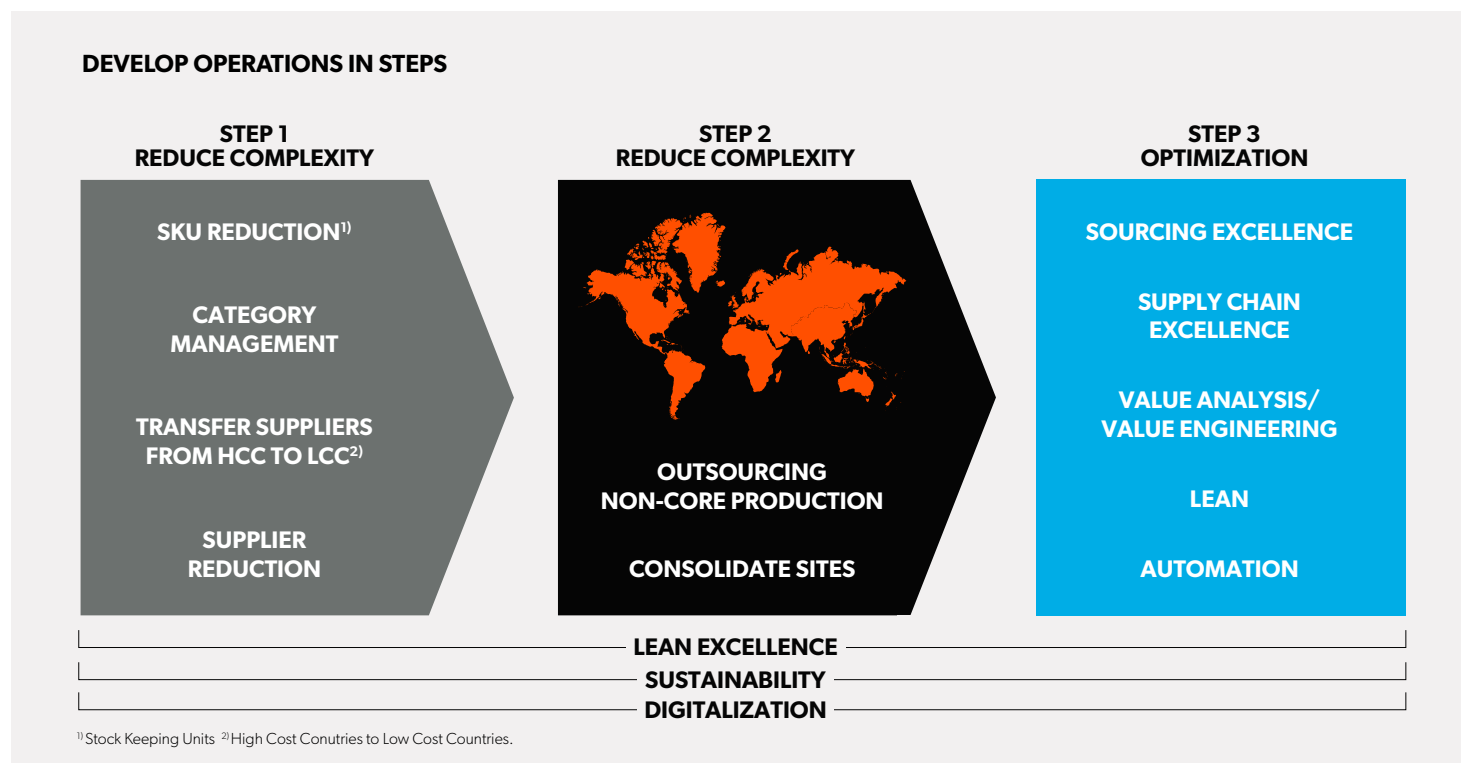 DEVELOP OPERATIONS IN STEPS
STEP 1
REDUCE COMPLEXITY
SKU REDUCTION1)
CATEGORY
MANAGEMENT
TRANSFER SUPPLIERS
FROM HCC TO LCC2)
SUPPLIER
REDUCTION
STEP 2
REDUCE COMPLEXITY
OUTSOURCING
NON-CORE PRODUCTION
CONSOLIDATE SITES
STEP 3
OPTIMIZATION
SOURCING EXCELLENCE
SUPPLY CHAIN
EXCELLENCE
VALUE ANALYSIS/
VALUE ENGINEERING
LEAN
AUTOMATION
LEAN EXCELLENCE
SUSTAINABILITY
DIGITALIZATION
1) Stock Keeping Units 2) High Cost Conutries to Low Cost Countries.